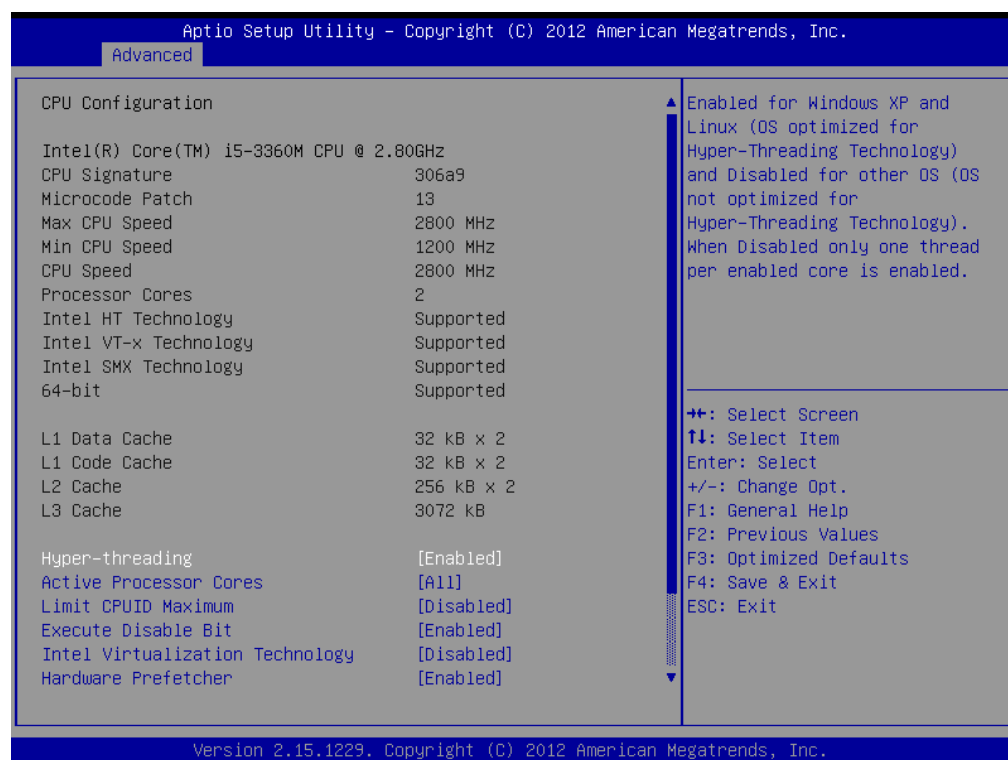 Aptio Setup Utility – Copyright (C) 2012 American Megatrends, Inc.
Advanced
CPU Configuration
Intel(R) Core(TM) i5-3360M CPU @ 2.80GHz
CPU Signature 306a9
Microcode Patch 13
Max CPU Speed 2800 MHz
Min CPU Speed 1200 MHz
CPU Speed 2800 MHz
Processor Cores 2
Intel HT Technology Supported
Intel VT-x Technology Supported
Intel SMX Technology Supported
64-bit Supported
L1 Data Cache 32 kB x 2
L1 Code Cache 32 kB x 2
L2 Cache 256 kB x 2
L3 Cache 3072 kB
Hyper-threading [Enabled]
Active Processor Cores [All]
Limit CPUID Maximum [Disabled]
Execute Disable Bit [Enabled]
Intel Virtualization Technology [Disabled]
Hardware Prefetcher [Enabled]
Enabled for Windows XP and
Linux (OS optimized for
Hyper-Threading Technology)
and Disabled for other OS (OS
not optimized for
Hyper-Threading Technology).
When Disabled only one thread
per enabled core is enabled.
→←: Select Screen
↑↓: Select Item
Enter: Select
+/-: Change Opt.
F1: General Help
F2: Previous Values
F3: Optimized Defaults
F4: Save & Exit
ESC: Exit
Version 2.15.1229. Copyright (C) 2012 American Megatrends, Inc.